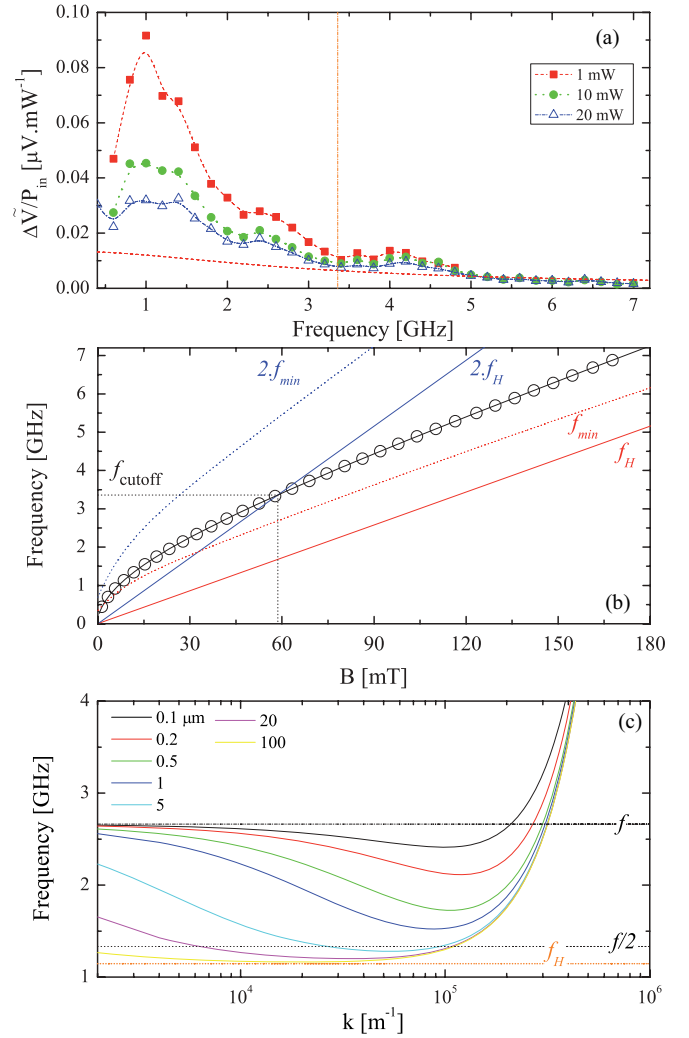 (a)
0.10
0.08
0.06
0.04
0.02
0.00
Δ͠V/P_in [μV.mW⁻¹]
1 mW
10 mW
20 mW
1 2 3 4 5 6 7
Frequency [GHz]
7
6
5
4
3
2
1
0
Frequency [GHz]
2.f_min
2.f_H
f_cutoff
f_min
f_H
(b)
0 30 60 90 120 150 180
B [mT]
4
3
2
1
Frequency [GHz]
(c)
0.1 μm 20
0.2 100
0.5
1
5
f
f/2
f_H
10⁴ 10⁵ 10⁶
k [m⁻¹]